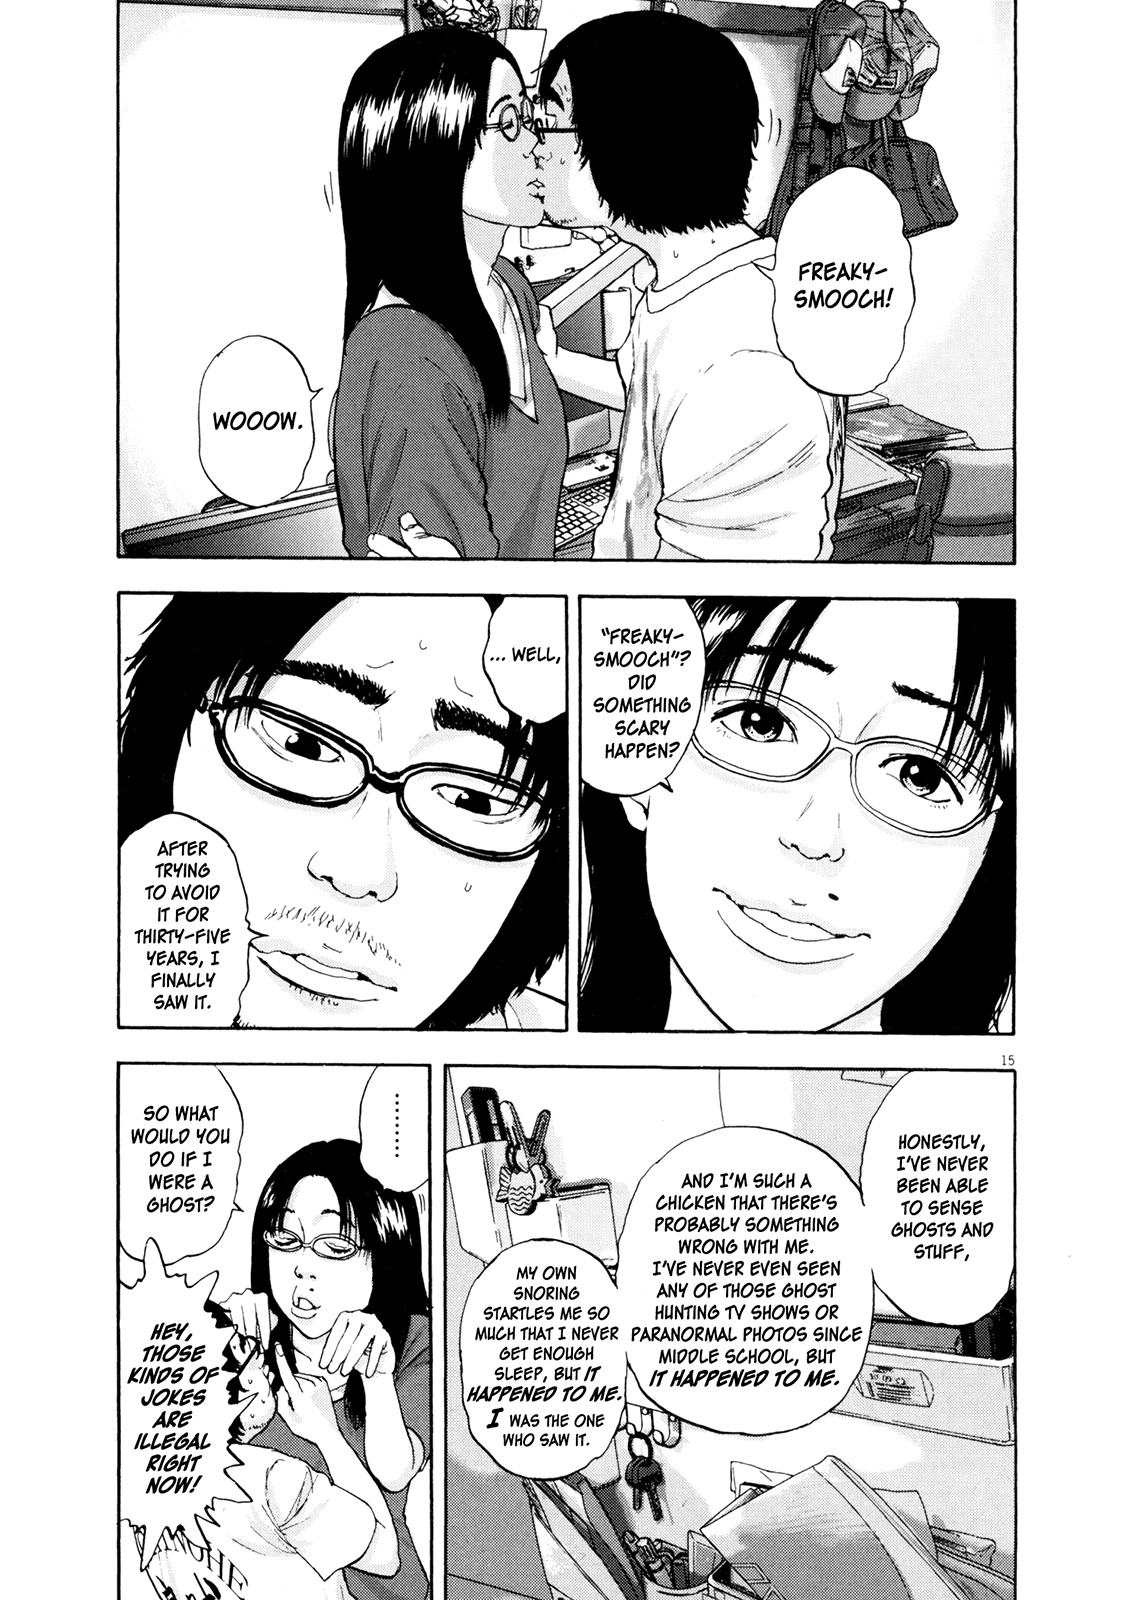 FREAKY-
SMOOCH!
WOOOW.
"FREAKY-
SMOOCH"?
DID
SOMETHING
SCARY
HAPPEN?
... WELL,
AFTER
TRYING
TO AVOID
IT FOR
THIRTY-FIVE
YEARS, I
FINALLY
SAW IT.
15
HONESTLY,
I'VE NEVER
BEEN ABLE
TO SENSE
GHOSTS AND
STUFF,
AND I'M SUCH A
CHICKEN THAT THERE'S
PROBABLY SOMETHING
WRONG WITH ME.
I'VE NEVER EVEN SEEN
ANY OF THOSE GHOST
HUNTING TV SHOWS OR
PARANORMAL PHOTOS SINCE
MIDDLE SCHOOL, BUT
IT HAPPENED TO ME.
MY OWN
SNORING
STARTLES ME SO
MUCH THAT I NEVER
GET ENOUGH
SLEEP, BUT IT
HAPPENED TO ME.
I WAS THE ONE
WHO SAW IT.
.........
SO WHAT
WOULD YOU
DO IF I
WERE A
GHOST?
HEY,
THOSE
KINDS OF
JOKES
ARE
ILLEGAL
RIGHT
NOW!